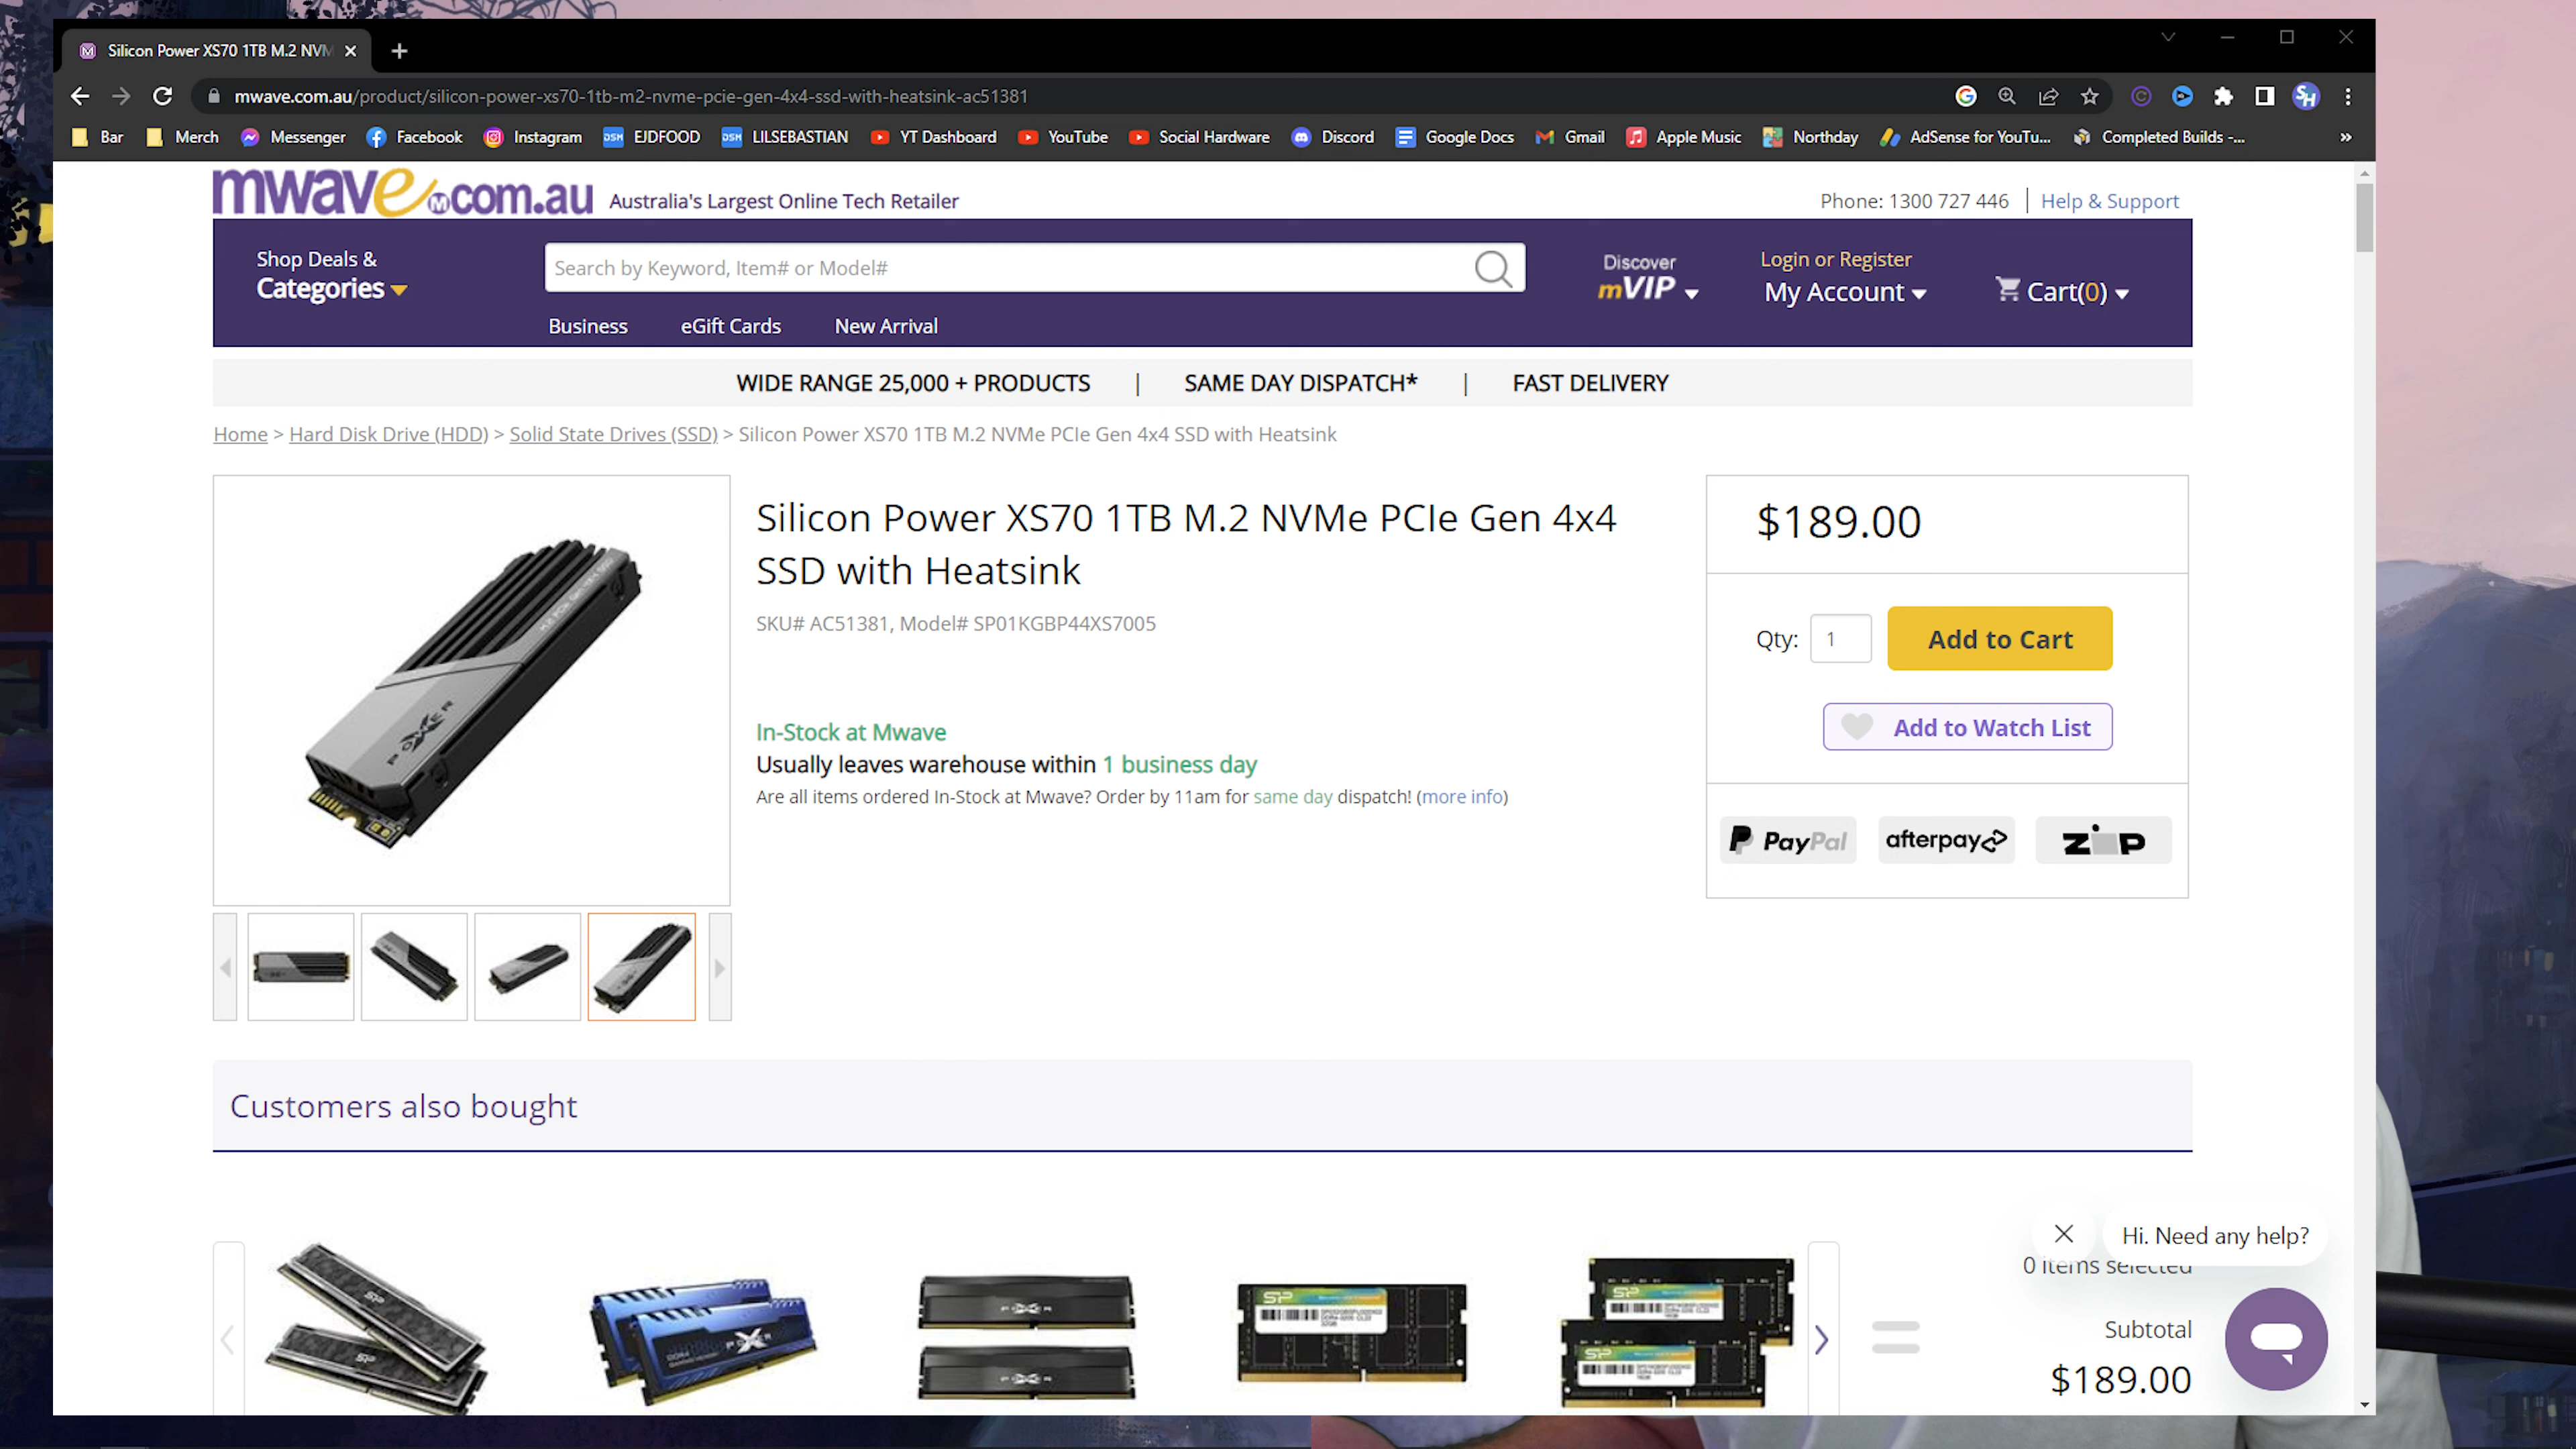 Silicon Power XS70 1TB M.2 NVM
mwave.com.au/product/silicon-power-xs70-1tb-m2-nvme-pcie-gen-4x4-ssd-with-heatsink-ac51381
Bar Merch Messenger Facebook Instagram EJDFOOD LILSEBASTIAN YT Dashboard YouTube Social Hardware Discord Google Docs Gmail Apple Music Northday AdSense for YouTu... Completed Builds -...
mwave.com.au Australia's Largest Online Tech Retailer Phone: 1300 727 446 | Help & Support
Shop Deals &
Categories
Search by Keyword, Item# or Model#
Business eGift Cards New Arrival
Discover
mVIP
Login or Register
My Account
Cart(0)
WIDE RANGE 25,000 + PRODUCTS | SAME DAY DISPATCH* | FAST DELIVERY
Home > Hard Disk Drive (HDD) > Solid State Drives (SSD) > Silicon Power XS70 1TB M.2 NVMe PCIe Gen 4x4 SSD with Heatsink
POWER
Silicon Power XS70 1TB M.2 NVMe PCIe Gen 4x4
SSD with Heatsink
SKU# AC51381, Model# SP01KGBP44XS7005
In-Stock at Mwave
Usually leaves warehouse within 1 business day
Are all items ordered In-Stock at Mwave? Order by 11am for same day dispatch! (more info)
$189.00
Qty: 1 Add to Cart
Add to Watch List
PayPal afterpay zip
Customers also bought
Hi. Need any help?
0 items selected
Subtotal
$189.00
SP
SP
SP
SP
SP